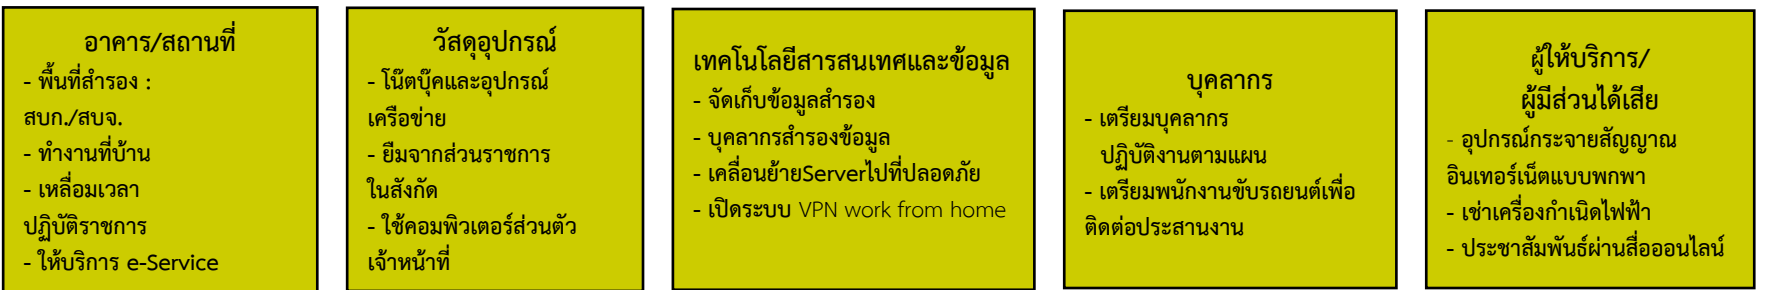 อาคาร/สถานที่
- พื้นที่สำรอง :
สบก./สบจ.
- ทำงานที่บ้าน
- เหลื่อมเวลา
ปฏิบัติราชการ
- ให้บริการ e-Service
วัสดุอุปกรณ์
- โน๊ตบุ๊คและอุปกรณ์
เครือข่าย
- ยืมจากส่วนราชการ
ในสังกัด
- ใช้คอมพิวเตอร์ส่วนตัว
เจ้าหน้าที่
เทคโนโลยีสารสนเทศและข้อมูล
- จัดเก็บข้อมูลสำรอง
- บุคลากรสำรองข้อมูล
- เคลื่อนย้ายServerไปที่ปลอดภัย
- เปิดระบบ VPN work from home
บุคลากร
- เตรียมบุคลากร
ปฏิบัติงานตามแผน
- เตรียมพนักงานขับรถยนต์เพื่อ
ติดต่อประสานงาน
ผู้ให้บริการ/
ผู้มีส่วนได้เสีย
- อุปกรณ์กระจายสัญญาณ
อินเทอร์เน็ตแบบพกพา
- เช่าเครื่องกำเนิดไฟฟ้า
- ประชาสัมพันธ์ผ่านสื่อออนไลน์